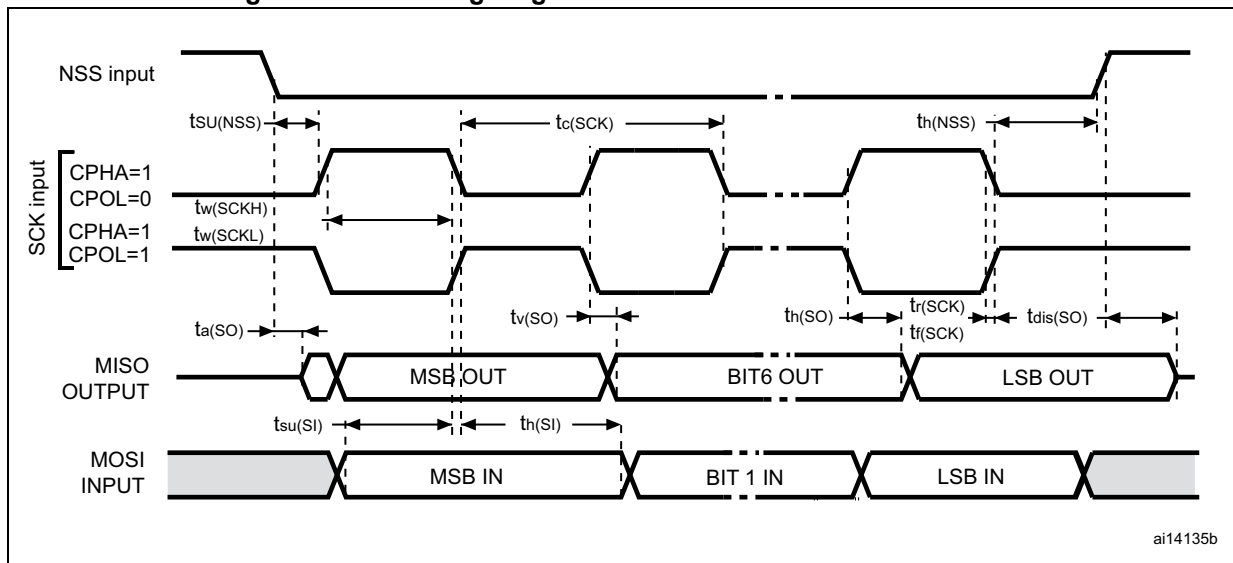 NSS input
tSU(NSS)
tc(SCK)
th(NSS)
SCK input
CPHA=1
CPOL=0
tw(SCKH)
CPHA=1
tw(SCKL)
CPOL=1
ta(SO)
tv(SO)
th(SO)
tr(SCK)
tf(SCK)
tdis(SO)
MISO
OUTPUT
MSB OUT
BIT6 OUT
LSB OUT
tsu(SI)
th(SI)
MOSI
INPUT
MSB IN
BIT 1 IN
LSB IN
ai14135b